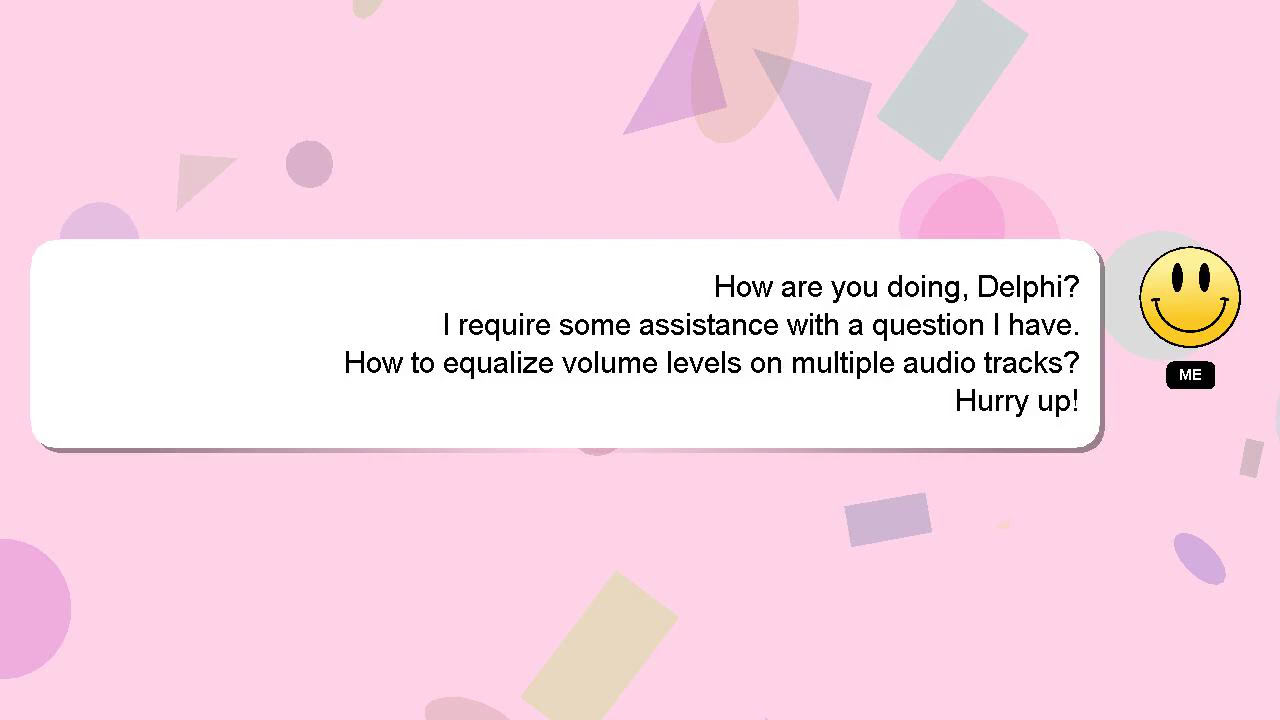 How are you doing, Delphi?
I require some assistance with a question I have.
How to equalize volume levels on multiple audio tracks?
Hurry up!
ME